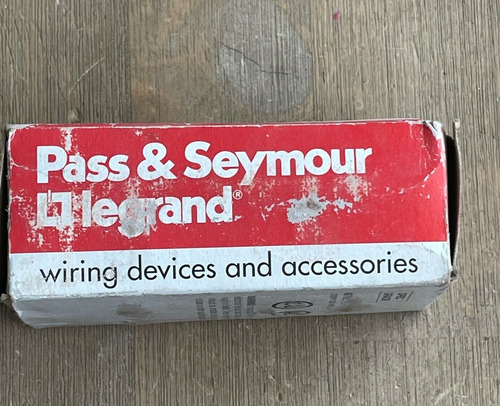 Pass & Seymour
legrand®
wiring devices and accessories